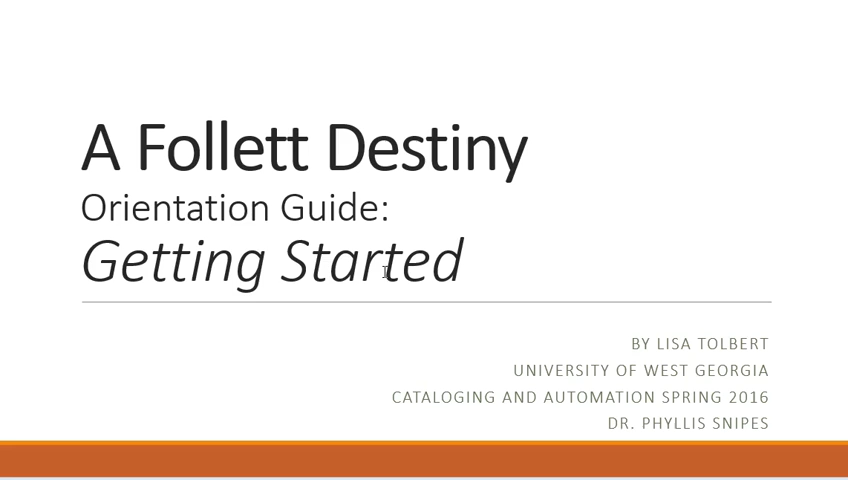 A Follett Destiny
Orientation Guide:
Getting Started
BY LISA TOLBERT
UNIVERSITY OF WEST GEORGIA
CATALOGING AND AUTOMATION SPRING 2016
DR. PHYLLIS SNIPES